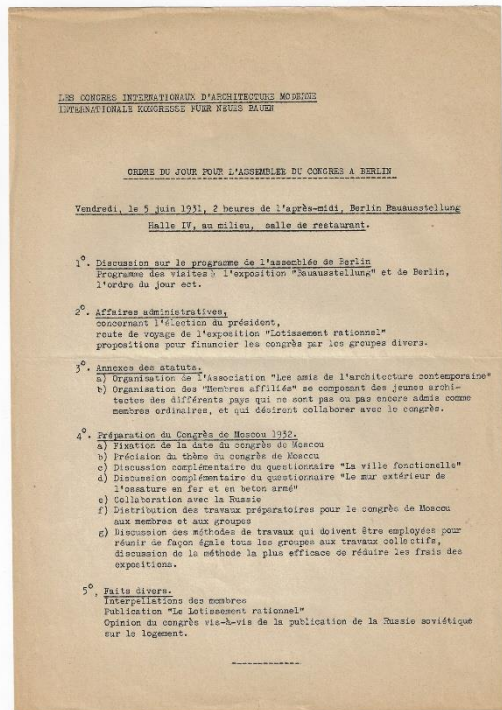 LES CONGRES INTERNATIONAUX D'ARCHITECTURE MODERNE
INTERNATIONALE KONGRESSE FUER NEUES BAUEN
ORDRE DU JOUR POUR L'ASSEMBLEE DU CONGRES A BERLIN
Vendredi, le 5 juin 1931, 2 heures de l'après-midi, Berlin Bauausstellung
Halle IV, au milieu, salle de restaurant.
1°. Discussion sur le programme de l'assemblée de Berlin
Programme des visites à l'exposition "Bauausstellung" et de Berlin,
l'ordre du jour ect.
2°. Affaires administratives,
concernant l'élection du président,
route de voyage de l'exposition "Lotissement rationnel"
propositions pour financier les congrès par les groupes divers.
3°. Annexes des statuts.
a) Organisation de l'Association "Les amis de l'architecture contemporaine"
b) Organisation des "Membres affiliés" se composant des jeunes archi-
tectes des différents pays qui ne sont pas ou pas encore admis comme
membres ordinaires, et qui désirent collaborer avec le congrès.
4°. Préparation du Congrès de Moscou 1932.
a) Fixation de la date du congrès de Moscou
b) Précision du thème du congrès de Moscou
c) Discussion complémentaire du questionnaire "La ville fonctionelle"
d) Discussion complémentaire du questionnaire "Le mur extérieur de
l'ossature en fer et en beton armé"
e) Collaboration avec la Russie
f) Distribution des travaux préparatoires pour le congrès de Moscou
aux membres et aux groupes
g) Discussion des méthodes de travaux qui doivent être employées pour
réunir de façon égale tous les groupes aux travaux collectifs,
discussion de la méthode la plus efficace de réduire les frais des
expositions.
5°, Faits divers.
Interpellations des membres
Publication "Le Lotissement rationnel"
Opinion du congrès vis-à-vis de la publication de la Russie soviétique
sur le logement.